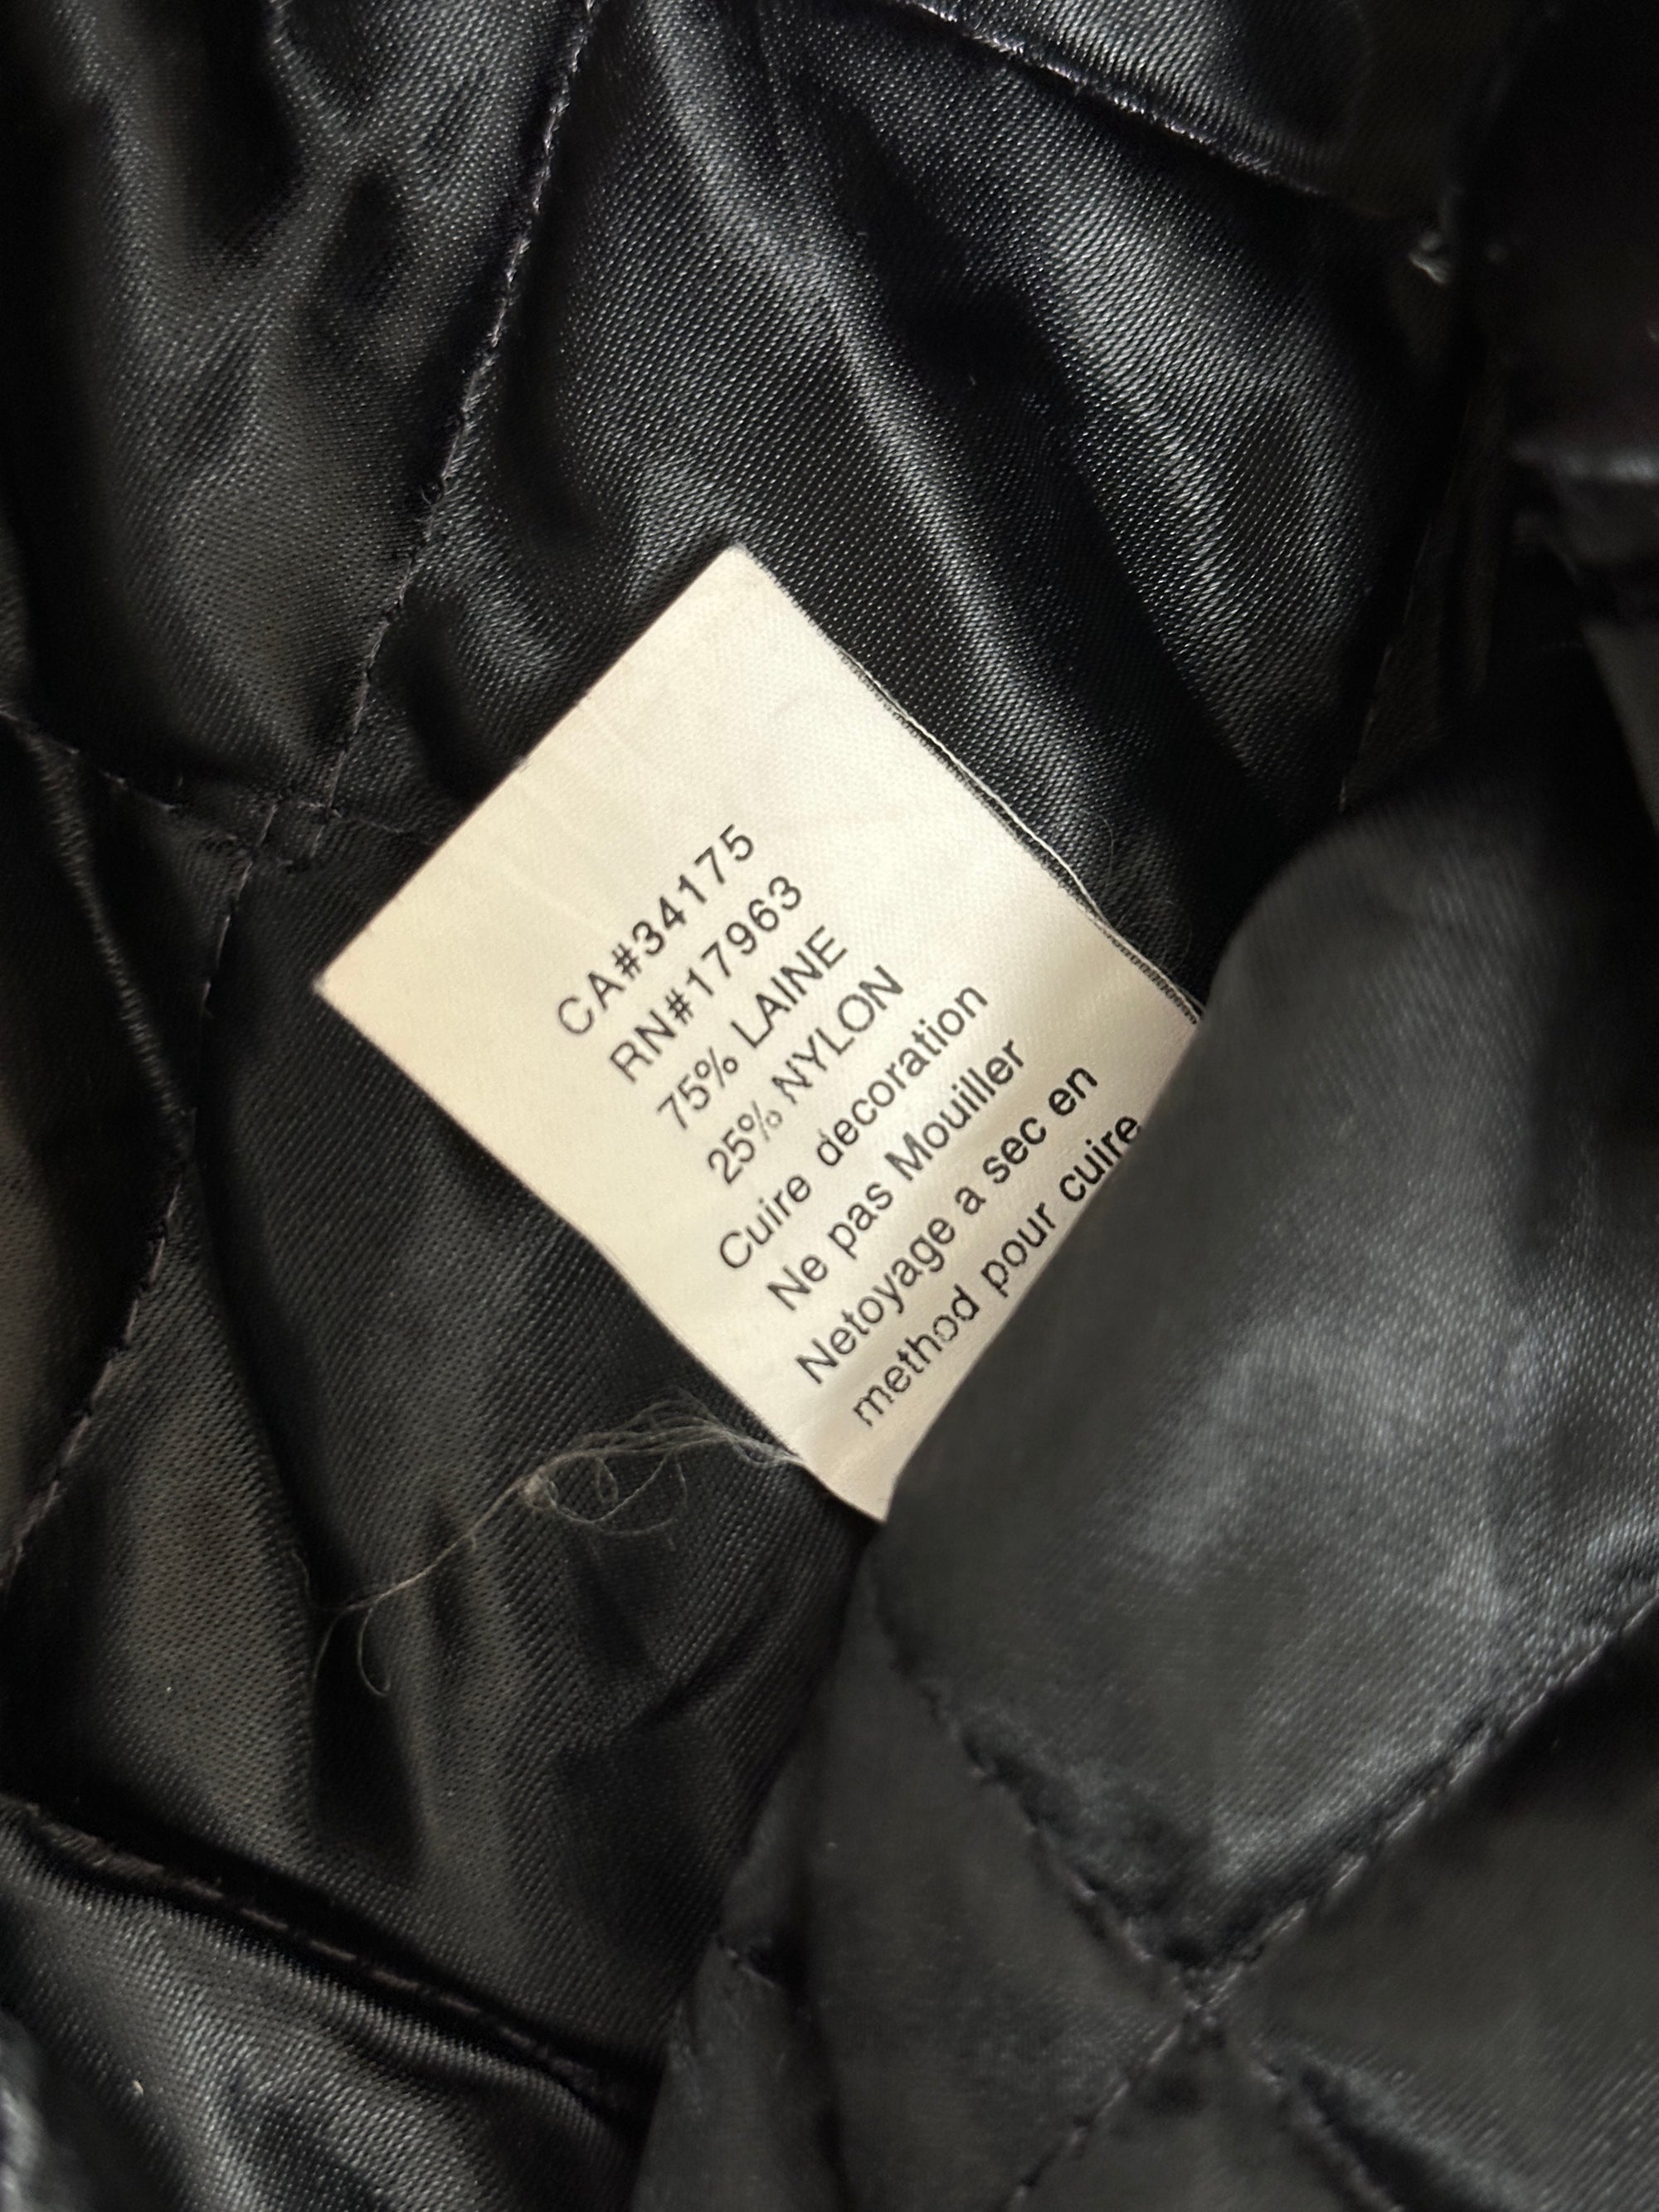 CA#34175
RN#17963
75% LAINE
25% NYLON
Cuire decoration
Ne pas Mouiller
Netoyage a sec en
method pour cuire